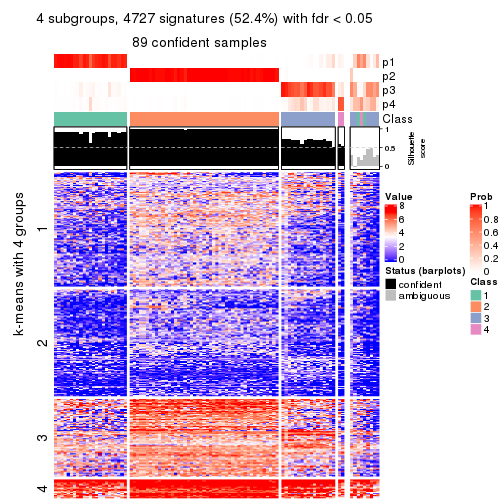 4 subgroups, 4727 signatures (52.4%) with fdr < 0.05
89 confident samples
p1
p2
p3
p4
Class
1
0.5
0
Silhouette
score
k-means with 4 groups
1
2
3
4
Value
8
6
4
2
0
Status (barplots)
confident
ambiguous
Prob
1
0.8
0.6
0.4
0.2
0
Class
1
2
3
4